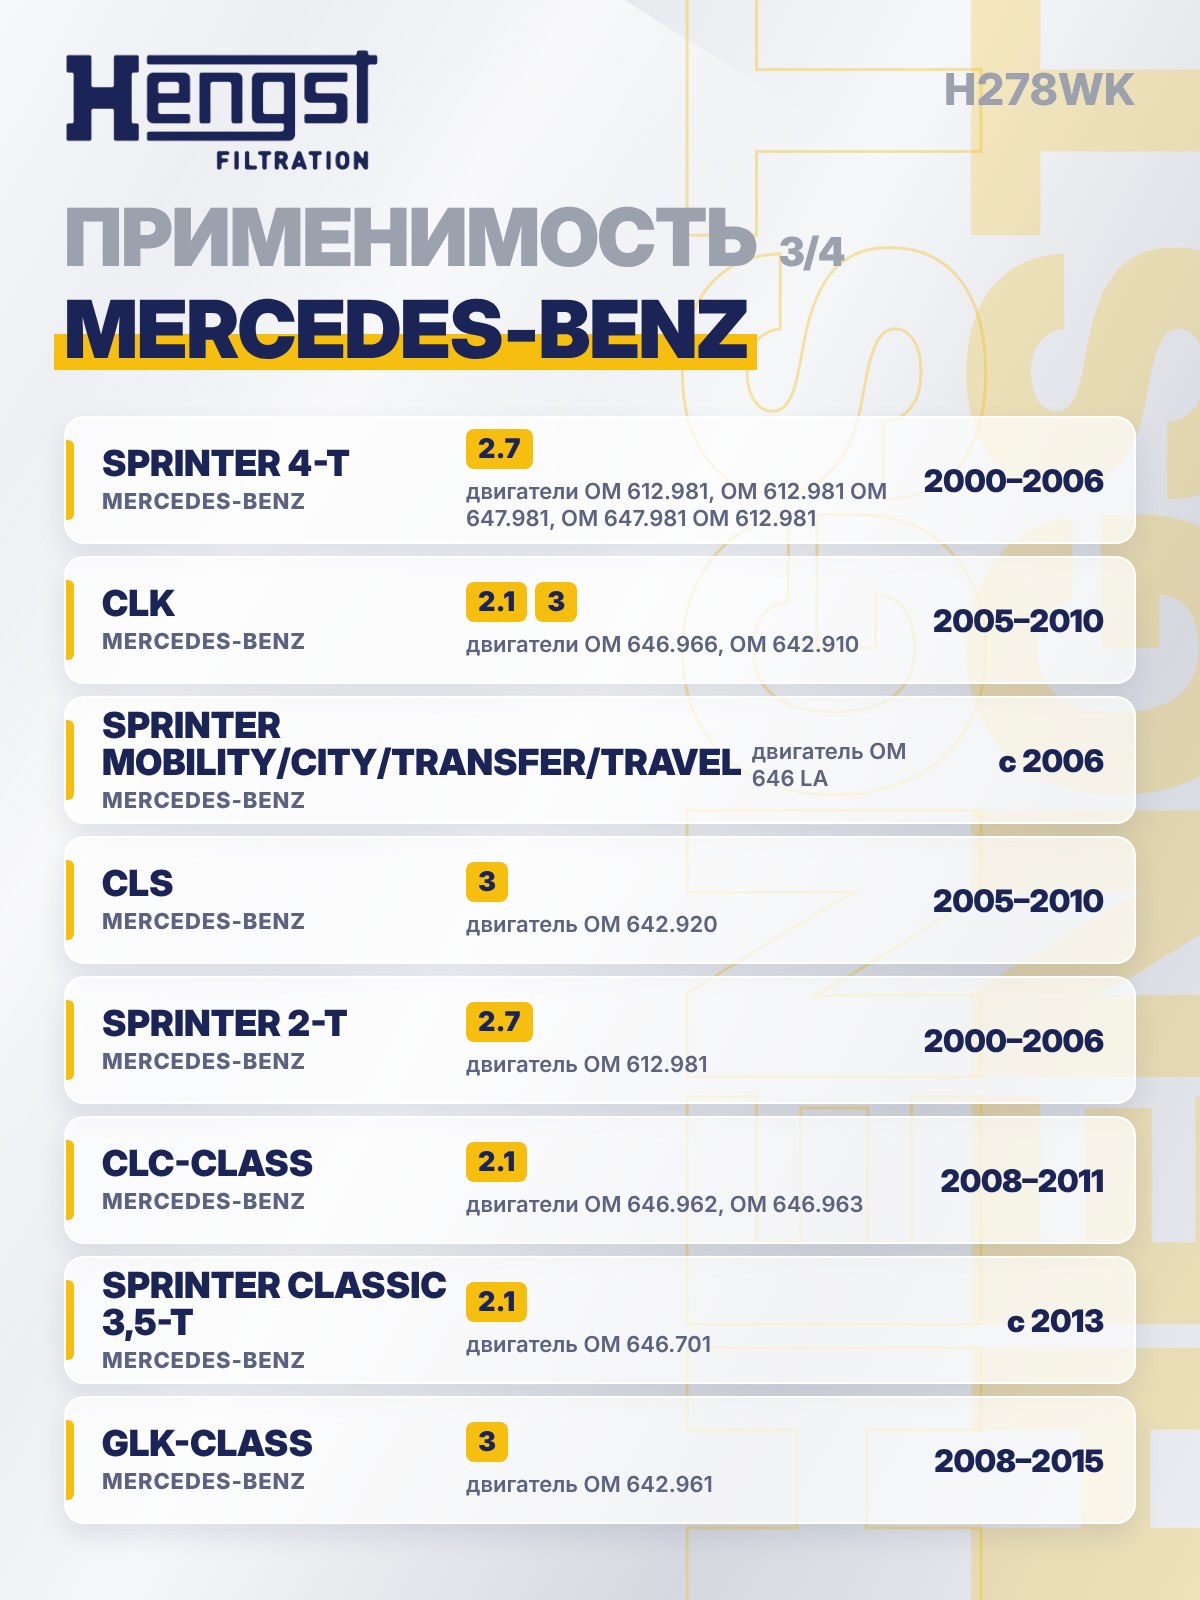 Hengst
FILTRATION
H278WK
ПРИМЕНИМОСТЬ 3/4
MERCEDES-BENZ
SPRINTER 4-T
MERCEDES-BENZ
2.7
двигатели OM 612.981, OM 612.981 OM
647.981, OM 647.981 OM 612.981
2000–2006
CLK
MERCEDES-BENZ
2.1 3
двигатели OM 646.966, OM 642.910
2005–2010
SPRINTER
MOBILITY/CITY/TRANSFER/TRAVEL
MERCEDES-BENZ
двигатель OM
646 LA
с 2006
CLS
MERCEDES-BENZ
3
двигатель OM 642.920
2005–2010
SPRINTER 2-T
MERCEDES-BENZ
2.7
двигатель OM 612.981
2000–2006
CLC-CLASS
MERCEDES-BENZ
2.1
двигатели OM 646.962, OM 646.963
2008–2011
SPRINTER CLASSIC
3,5-T
MERCEDES-BENZ
2.1
двигатель OM 646.701
с 2013
GLK-CLASS
MERCEDES-BENZ
3
двигатель OM 642.961
2008–2015
HENGST
HENGST